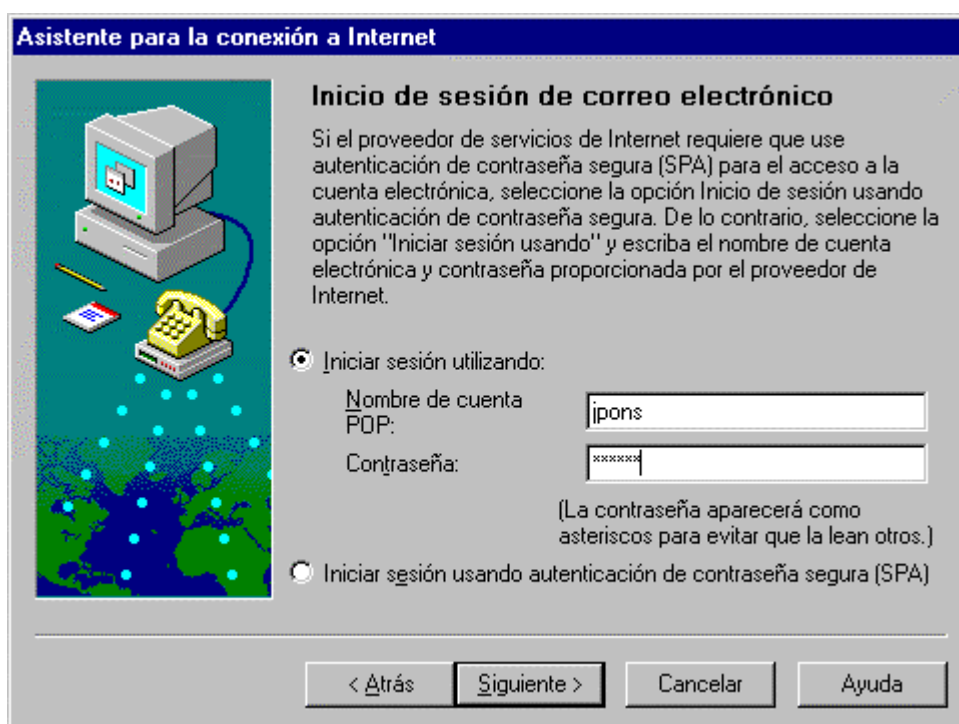 Asistente para la conexión a Internet
Inicio de sesión de correo electrónico
Si el proveedor de servicios de Internet requiere que use
autenticación de contraseña segura (SPA) para el acceso a la
cuenta electrónica, seleccione la opción Inicio de sesión usando
autenticación de contraseña segura. De lo contrario, seleccione la
opción "Iniciar sesión usando" y escriba el nombre de cuenta
electrónica y contraseña proporcionada por el proveedor de
Internet.
Iniciar sesión utilizando:
Nombre de cuenta
POP:
jpons
Contraseña:
******
(La contraseña aparecerá como
asteriscos para evitar que la lean otros.)
Iniciar sesión usando autenticación de contraseña segura (SPA)
< Atrás
Siguiente >
Cancelar
Ayuda